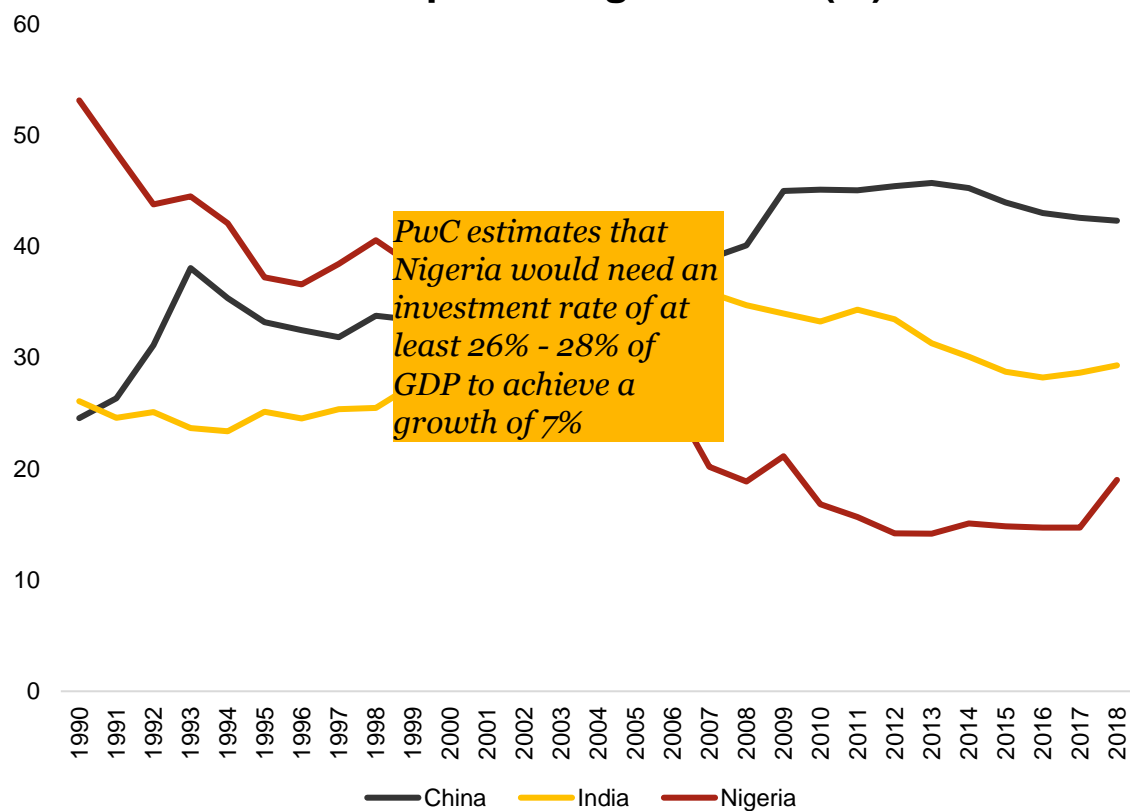 60
50
40
30
20
10
0
PwC estimates that
Nigeria would need an
investment rate of at
least 26% - 28% of
GDP to achieve a
growth of 7%
1990 1991 1992 1993 1994 1995 1996 1997 1998 1999 2000 2001 2002 2003 2004 2005 2006 2007 2008 2009 2010 2011 2012 2013 2014 2015 2016 2017 2018
China India Nigeria